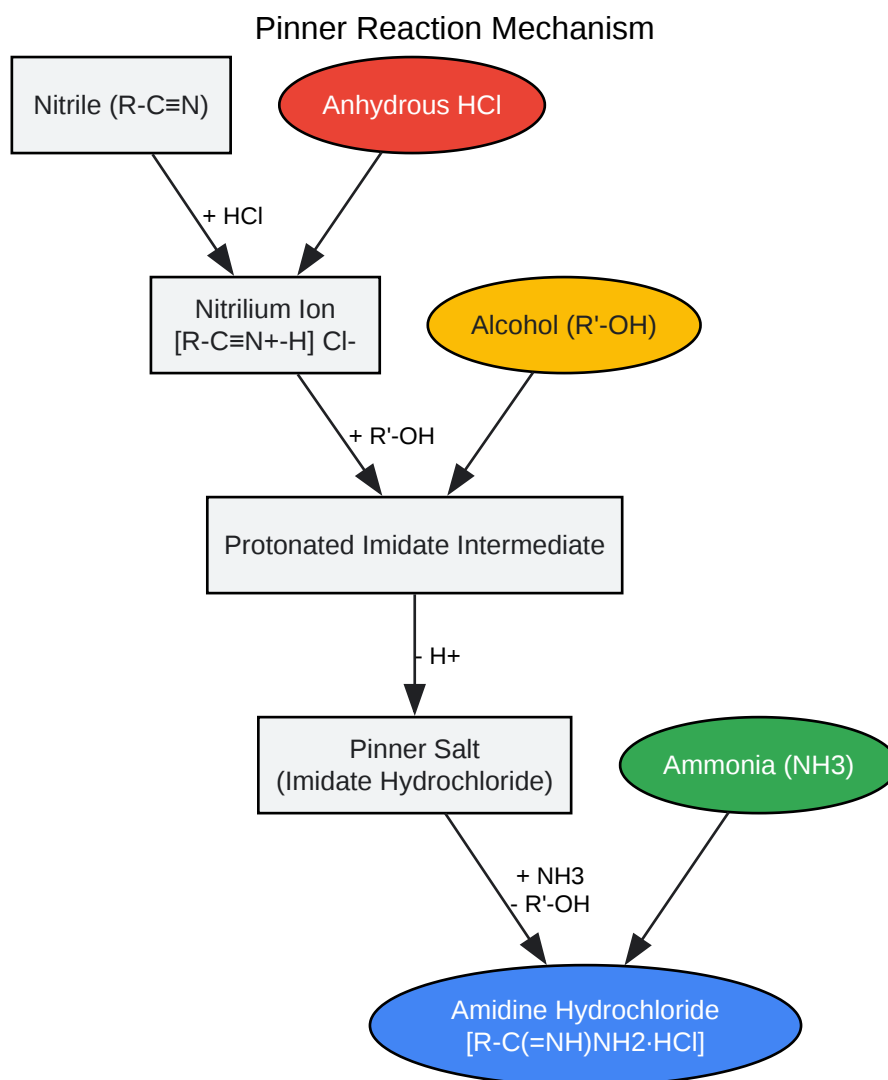 Pinner Reaction Mechanism
Nitrile (R-C≡N)
Anhydrous HCl
+ HCl
Nitrilium Ion
[R-C≡N+-H] Cl-
Alcohol (R'-OH)
+ R'-OH
Protonated Imidate Intermediate
- H+
Pinner Salt
(Imidate Hydrochloride)
Ammonia (NH3)
+ NH3
- R'-OH
Amidine Hydrochloride
[R-C(=NH)NH2·HCl]